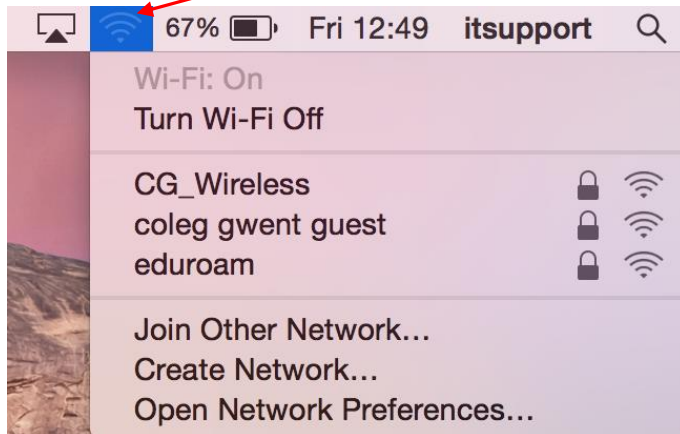 67% Fri 12:49 itsupport
Wi-Fi: On
Turn Wi-Fi Off
CG_Wireless
coleg gwent guest
eduroam
Join Other Network…
Create Network…
Open Network Preferences…